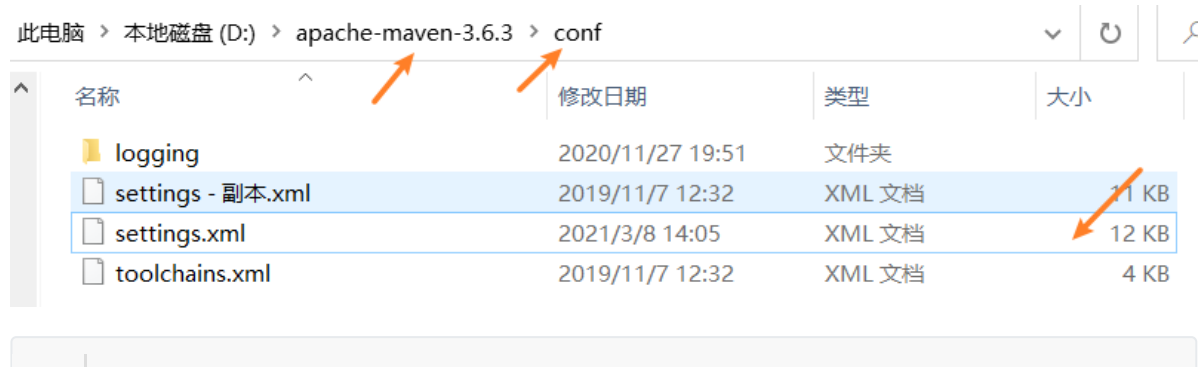 此电脑 > 本地磁盘 (D:) > apache-maven-3.6.3 > conf
名称 修改日期 类型 大小
logging 2020/11/27 19:51 文件夹
settings - 副本.xml 2019/11/7 12:32 XML 文档 11 KB
settings.xml 2021/3/8 14:05 XML 文档 12 KB
toolchains.xml 2019/11/7 12:32 XML 文档 4 KB